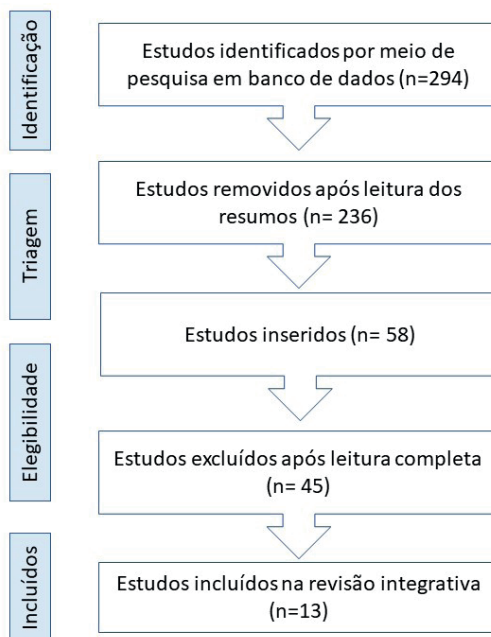 Identificação
Estudos identificados por meio de
pesquisa em banco de dados (n=294)
Triagem
Estudos removidos após leitura dos
resumos (n= 236)
Estudos inseridos (n= 58)
Elegibilidade
Estudos excluídos após leitura completa
(n= 45)
Incluídos
Estudos incluídos na revisão integrativa
(n=13)